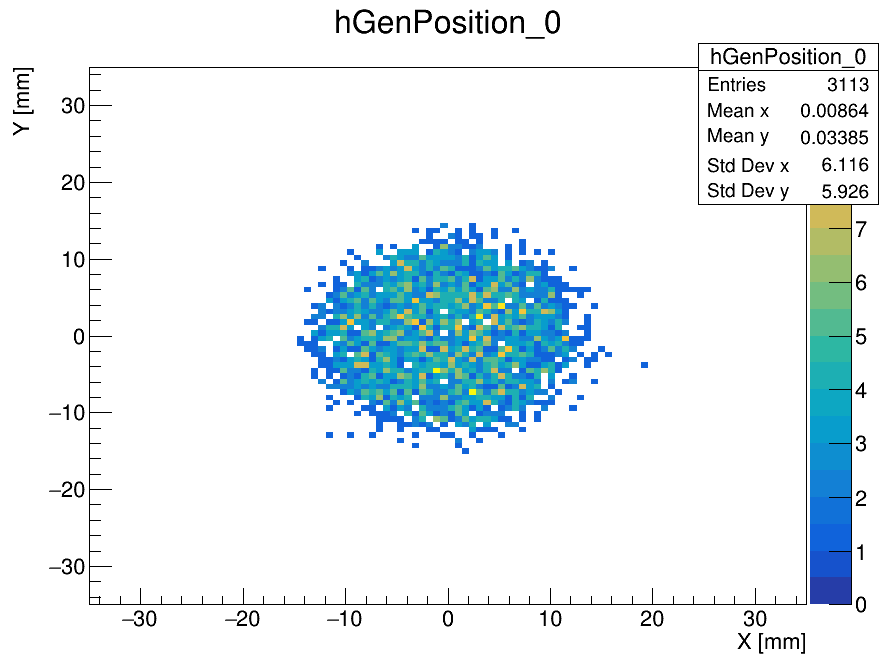 hGenPosition_0
hGenPosition_0
Entries 3113
Mean x 0.00864
Mean y 0.03385
Std Dev x 6.116
Std Dev y 5.926
Y [mm]
30
20
10
0
−10
−20
−30
−30 −20 −10 0 10 20 30
X [mm]
7
6
5
4
3
2
1
0